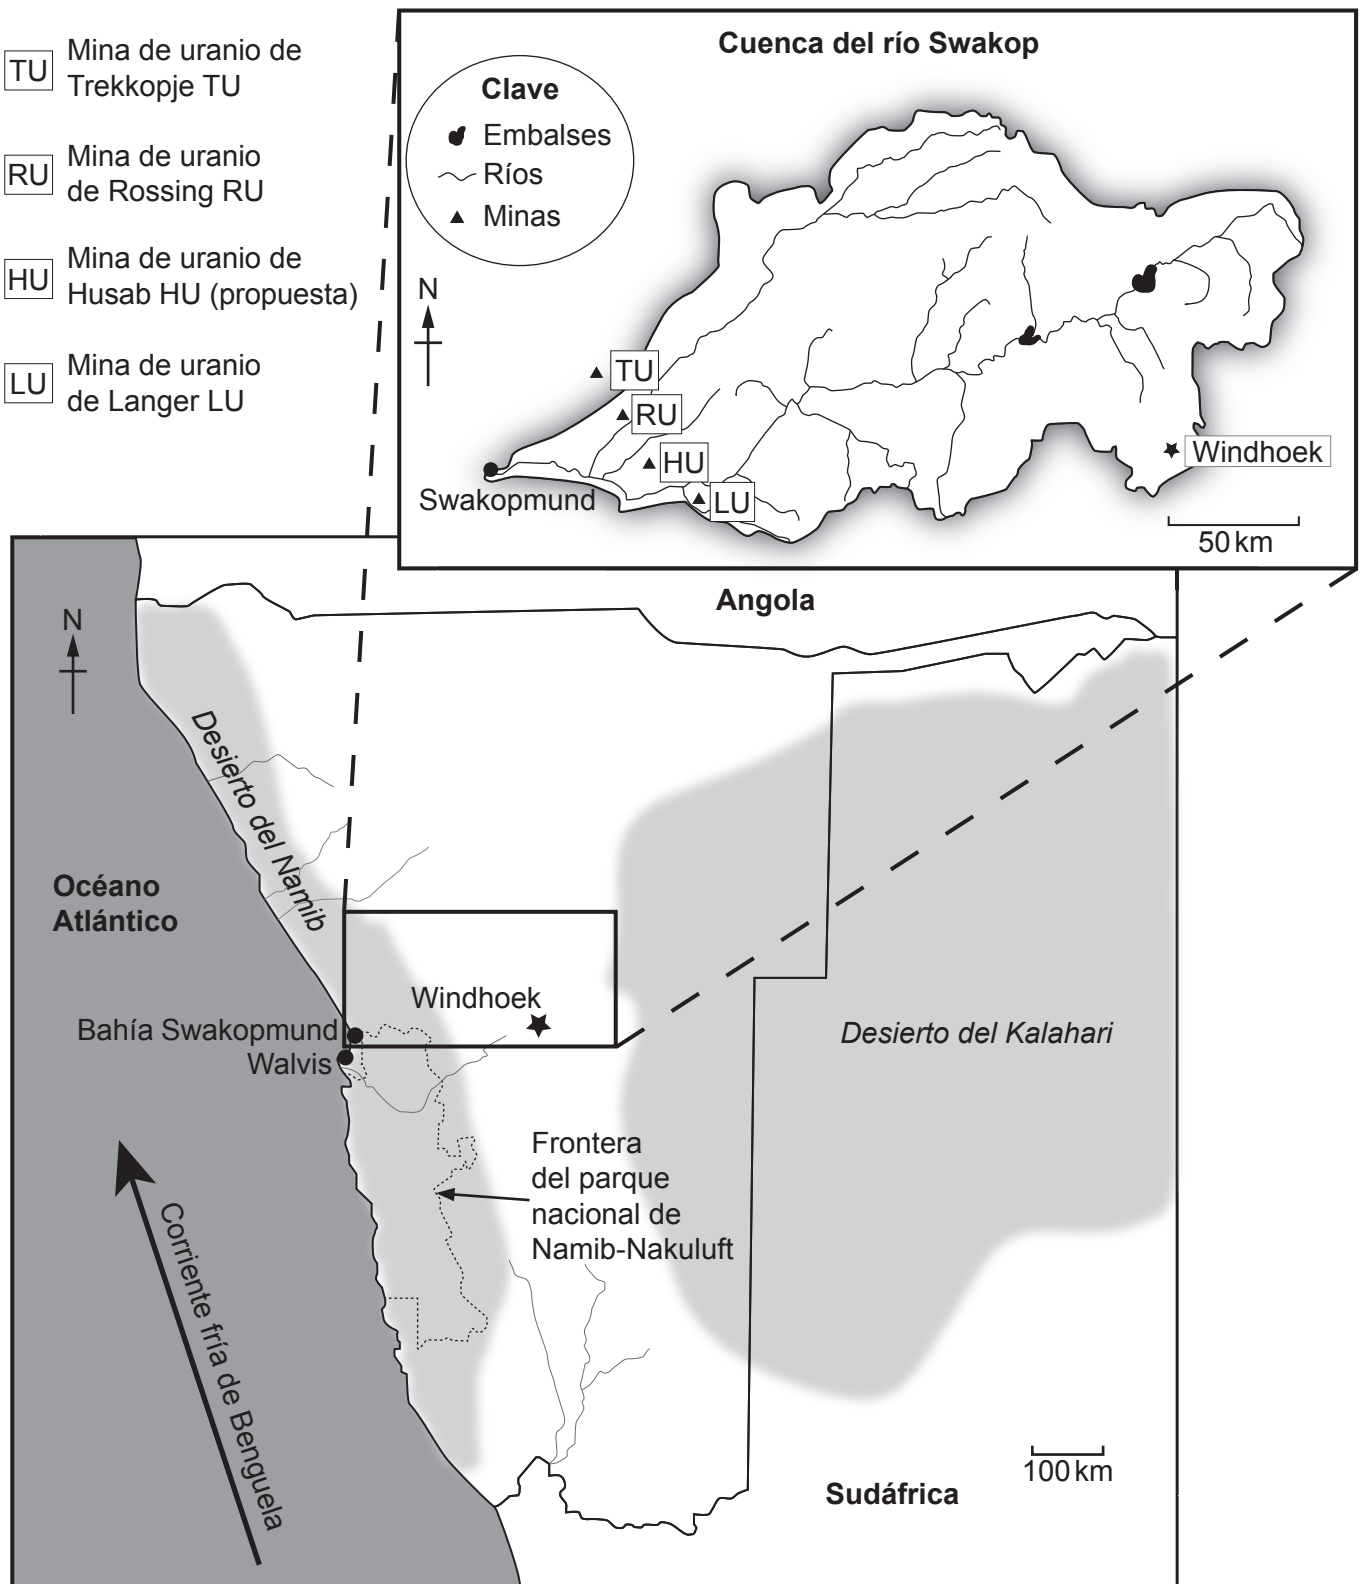 TU
Mina de uranio de
Trekkopje TU
RU
Mina de uranio
de Rossing RU
HU
Mina de uranio de
Husab HU (propuesta)
LU
Mina de uranio
de Langer LU
Cuenca del río Swakop
Clave
Embalses
Ríos
Minas
N
TU
RU
HU
LU
Swakopmund
Windhoek
50 km
Angola
N
Desierto del Namib
Océano
Atlántico
Windhoek
Bahía Swakopmund
Walvis
Desierto del Kalahari
Frontera
del parque
nacional de
Namib-Nakuluft
Corriente fría de Benguela
100 km
Sudáfrica